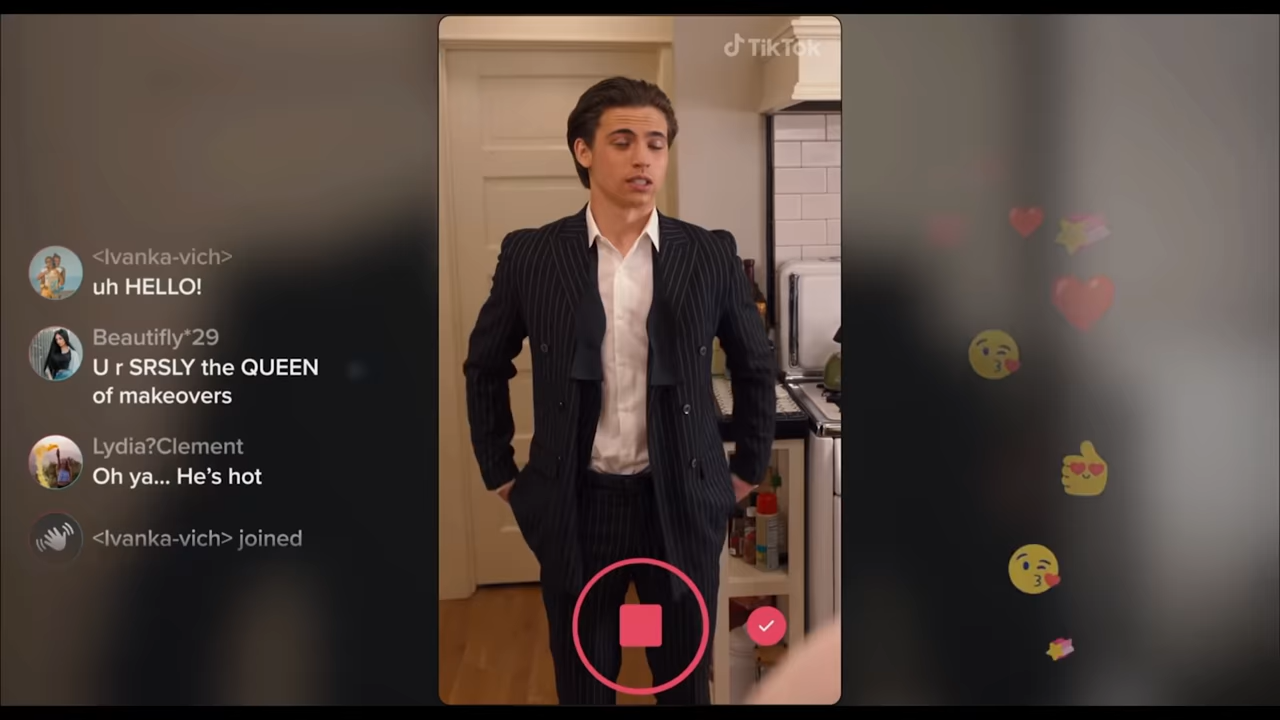 TikTok
<Ivanka-vich>
uh HELLO!
Beautifly*29
U r SRSLY the QUEEN
of makeovers
Lydia?Clement
Oh ya... He's hot
<Ivanka-vich> joined